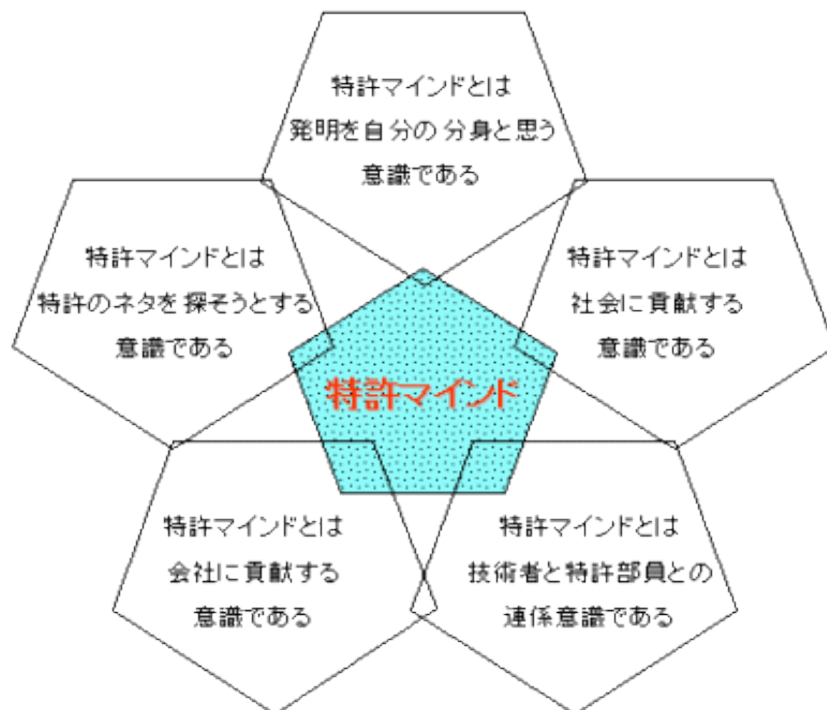 特許マインドとは
発明を自分の分身と思う
意識である
特許マインドとは
特許のネタを探そうとする
意識である
特許マインドとは
社会に貢献する
意識である
特許マインド
特許マインドとは
会社に貢献する
意識である
特許マインドとは
技術者と特許部員との
連係意識である